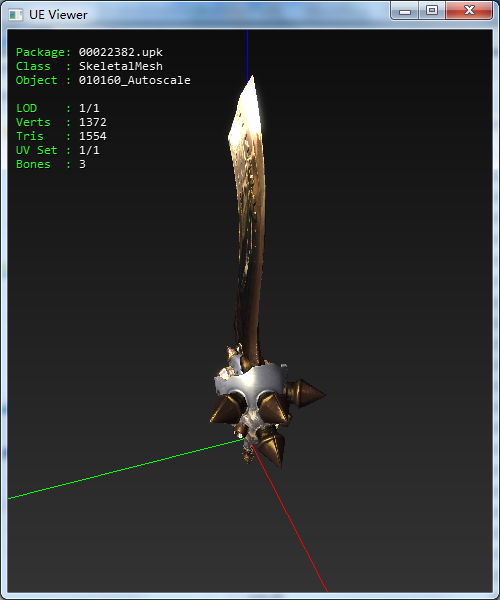 UE Viewer
Package: 00022382.upk
Class  : SkeletalMesh
Object : 010160_Autoscale
LOD    : 1/1
Verts  : 1372
Tris   : 1554
UV Set : 1/1
Bones  : 3